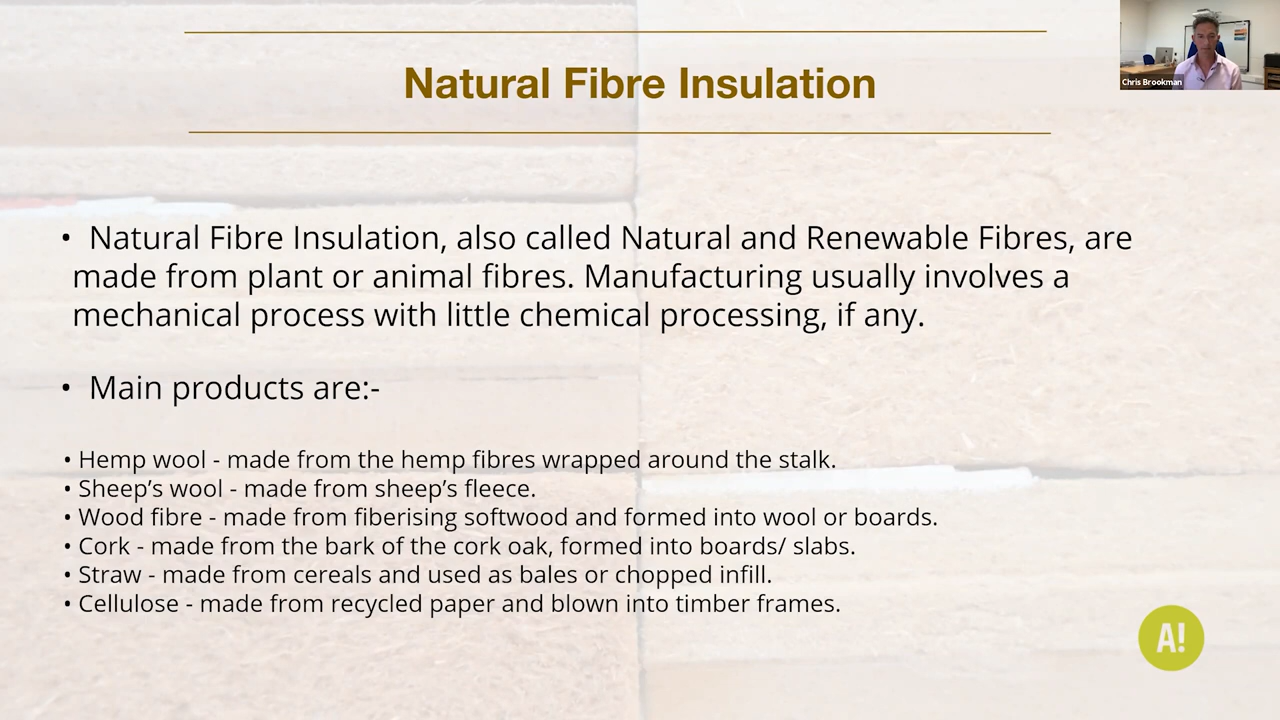 Natural Fibre Insulation
Chris Brookman
• Natural Fibre Insulation, also called Natural and Renewable Fibres, are
made from plant or animal fibres. Manufacturing usually involves a
mechanical process with little chemical processing, if any.
• Main products are:-
• Hemp wool - made from the hemp fibres wrapped around the stalk.
• Sheep’s wool - made from sheep’s fleece.
• Wood fibre - made from fiberising softwood and formed into wool or boards.
• Cork - made from the bark of the cork oak, formed into boards/ slabs.
• Straw - made from cereals and used as bales or chopped infill.
• Cellulose - made from recycled paper and blown into timber frames.
A!